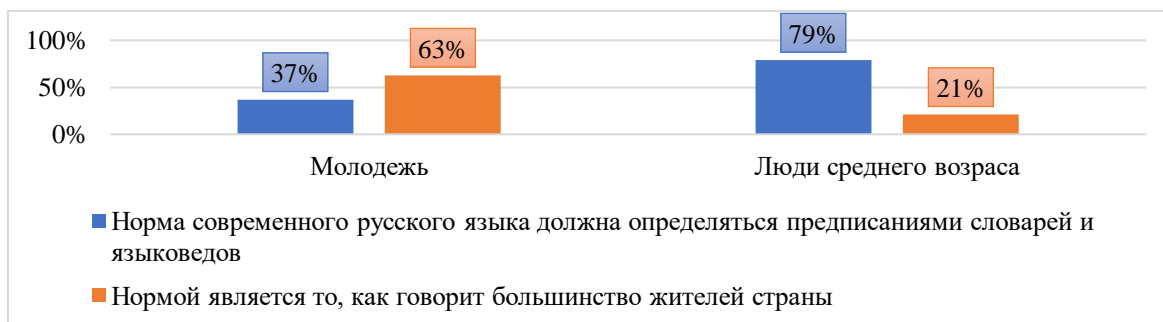 79%
100%
63%
37%
50%
21%
0%
Молодежь
Люди среднего возраса
Норма современного русского языка должна определяться предписаниями словарей и
языковедов
Нормой является то, как говорит большинство жителей страны